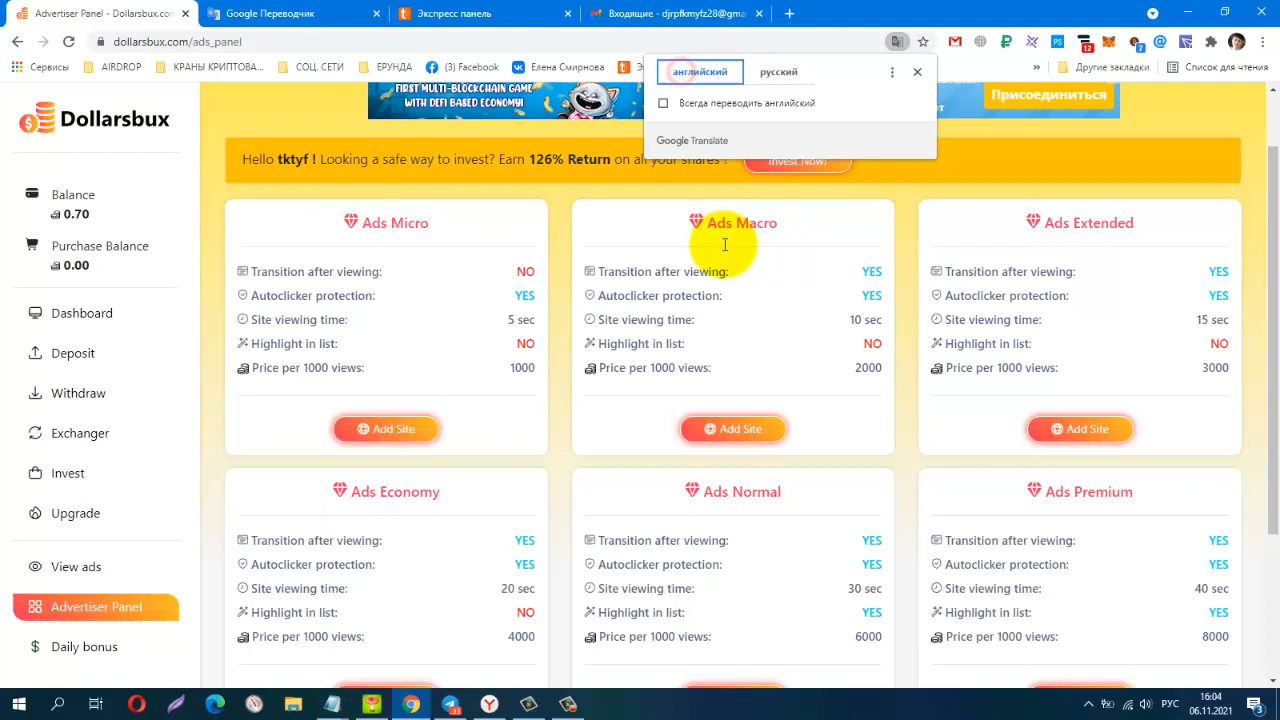 Advertiser Panel
Google Переводчик
Экспресс панель
Входящие - djrpfkmyfz28@gma
dollarsbux.com/ads_panel
Сервисы
AIRDROP
КРАНЫ КРИПТОВАЛ
СОЦ. СЕТИ
ЕРУНДА
(3) Facebook
Елена Смирнова
Э
»
Другие закладки
Список для чтения
английский
русский
Всегда переводить английский
Google Translate
FIRST MULTI-BLOCKCHAIN GAME
WITH DEFI BASED ECONOMY!
Присоединиться
Dollarsbux
Hello tktyf ! Looking a safe way to invest? Earn 126% Return on all your shares !
Invest Now!
Balance
0.70
Purchase Balance
0.00
Dashboard
Deposit
Withdraw
Exchanger
Invest
Upgrade
View ads
Advertiser Panel
Daily bonus
Ads Micro
Transition after viewing: NO
Autoclicker protection: YES
Site viewing time: 5 sec
Highlight in list: NO
Price per 1000 views: 1000
Add Site
Ads Macro
Transition after viewing: YES
Autoclicker protection: YES
Site viewing time: 10 sec
Highlight in list: NO
Price per 1000 views: 2000
Add Site
Ads Extended
Transition after viewing: YES
Autoclicker protection: YES
Site viewing time: 15 sec
Highlight in list: NO
Price per 1000 views: 3000
Add Site
Ads Economy
Transition after viewing: YES
Autoclicker protection: YES
Site viewing time: 20 sec
Highlight in list: NO
Price per 1000 views: 4000
Ads Normal
Transition after viewing: YES
Autoclicker protection: YES
Site viewing time: 30 sec
Highlight in list: YES
Price per 1000 views: 6000
Ads Premium
Transition after viewing: YES
Autoclicker protection: YES
Site viewing time: 40 sec
Highlight in list: YES
Price per 1000 views: 8000
РУС
16:04
06.11.2021